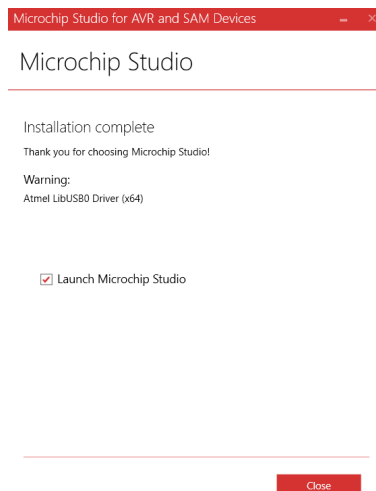 Microchip Studio for AVR and SAM Devices
Microchip Studio
Installation complete
Thank you for choosing Microchip Studio!
Warning:
Atmel LibUSB0 Driver (x64)
Launch Microchip Studio
Close